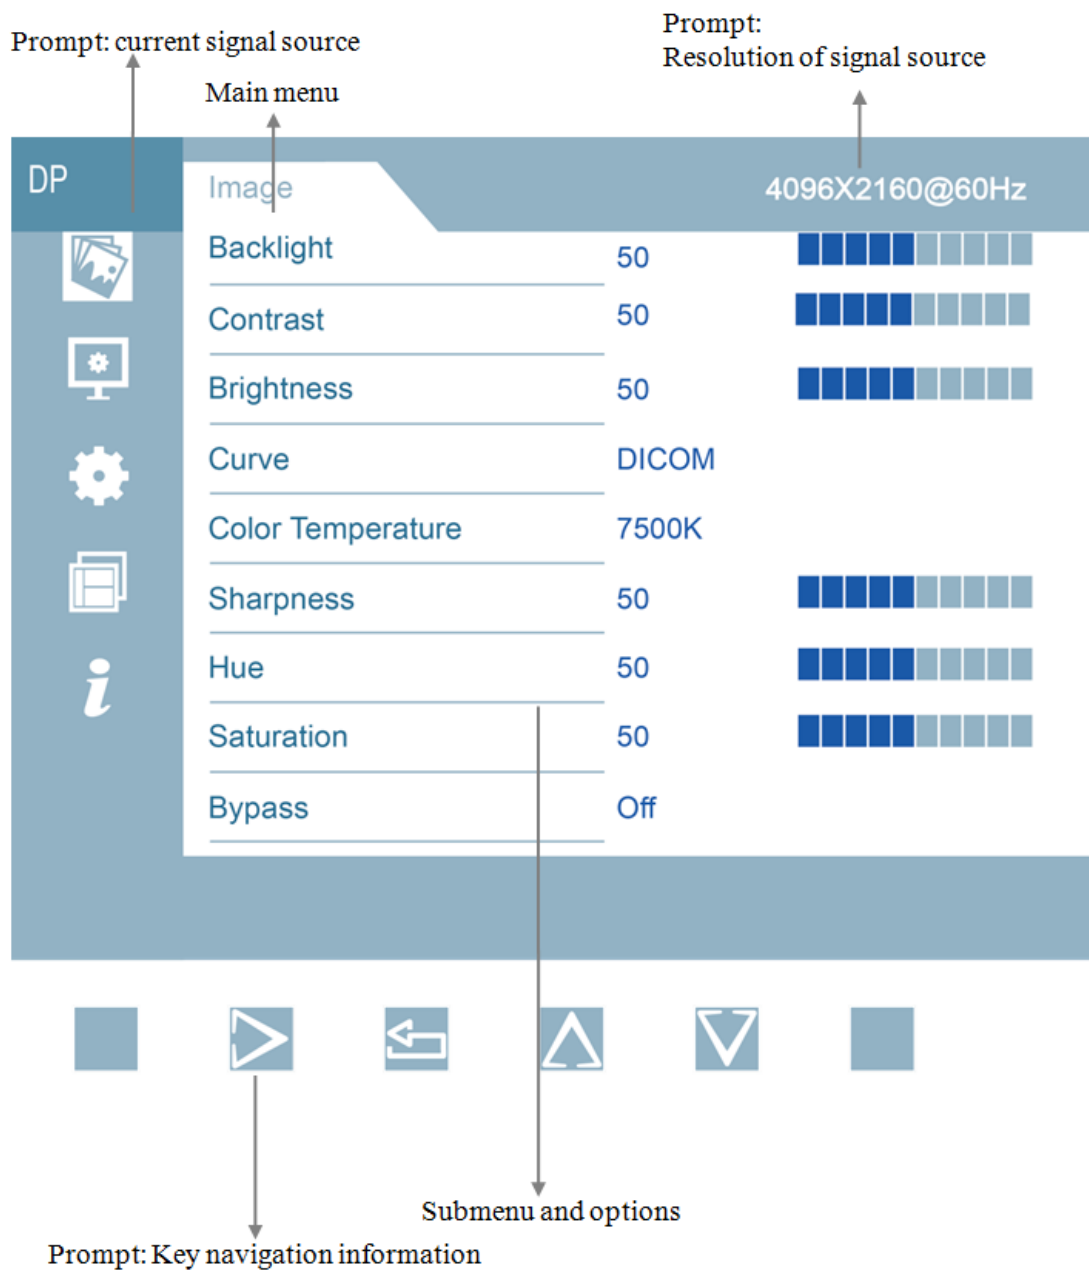 Prompt:
Prompt: current signal source
Resolution of signal source
Main menu
DP
Image
4096X2160@60Hz
Backlight
50
Contrast
50
Brightness
50
Curve
DICOM
Color Temperature
7500K
Sharpness
50
Hue
50
Saturation
50
Bypass
Off
Submenu and options
Prompt: Key navigation information